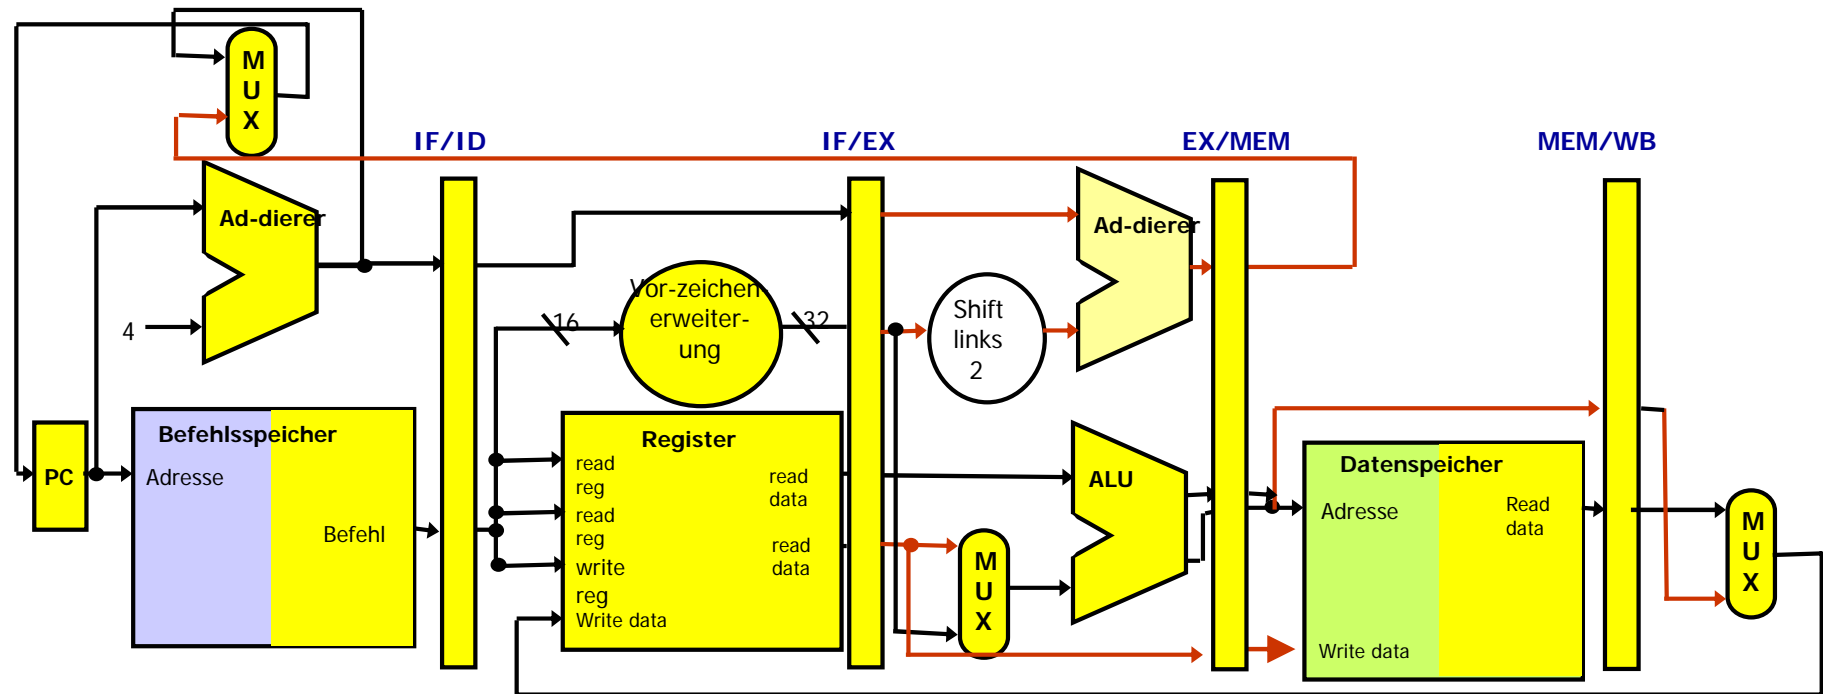 M
U
X
IF/ID
IF/EX
EX/MEM
MEM/WB
Ad-dierer
Ad-dierer
4
16
Vor-zeichen-
erweiter-
ung
32
Shift
links
2
PC
Befehlsspeicher
Adresse
Befehl
Register
read
reg
read
reg
write
reg
Write data
read
data
read
data
M
U
X
ALU
Datenspeicher
Adresse
Read
data
Write data
M
U
X